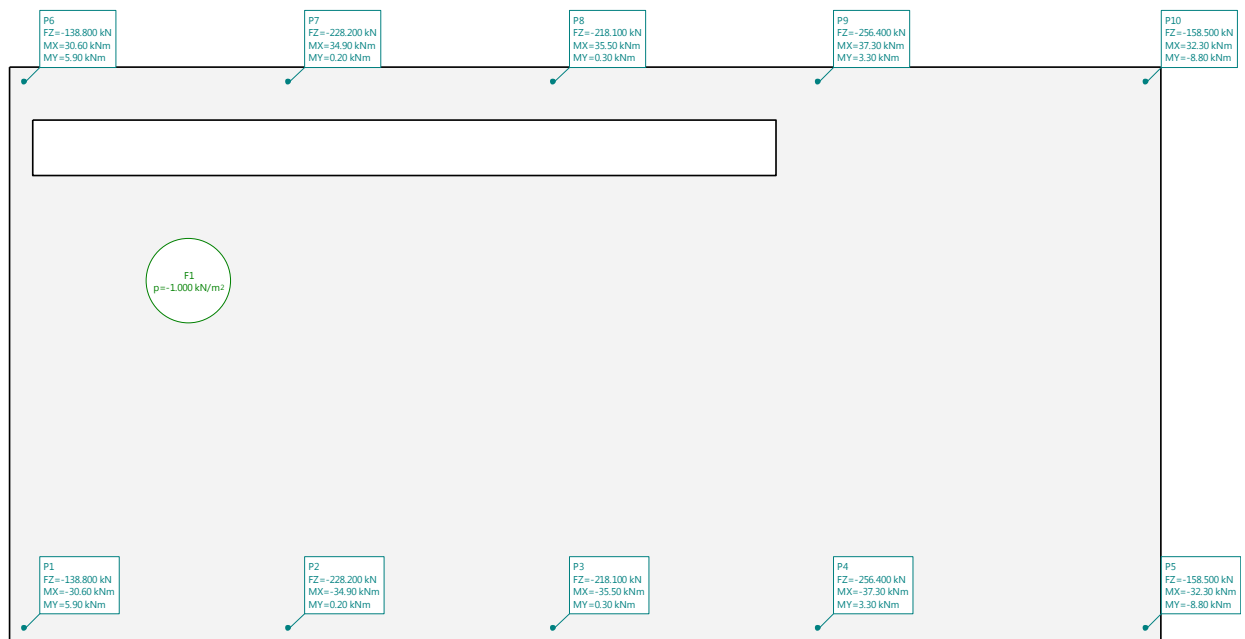 P6
FZ=-138.800 kN
MX=30.60 kNm
MY=5.90 kNm
P7
FZ=-228.200 kN
MX=34.90 kNm
MY=0.20 kNm
P8
FZ=-218.100 kN
MX=35.50 kNm
MY=0.30 kNm
P9
FZ=-256.400 kN
MX=37.30 kNm
MY=3.30 kNm
P10
FZ=-158.500 kN
MX=32.30 kNm
MY=-8.80 kNm
F1
p=-1.000 kN/m²
P1
FZ=-138.800 kN
MX=-30.60 kNm
MY=5.90 kNm
P2
FZ=-228.200 kN
MX=-34.90 kNm
MY=0.20 kNm
P3
FZ=-218.100 kN
MX=-35.50 kNm
MY=0.30 kNm
P4
FZ=-256.400 kN
MX=-37.30 kNm
MY=3.30 kNm
P5
FZ=-158.500 kN
MX=-32.30 kNm
MY=-8.80 kNm